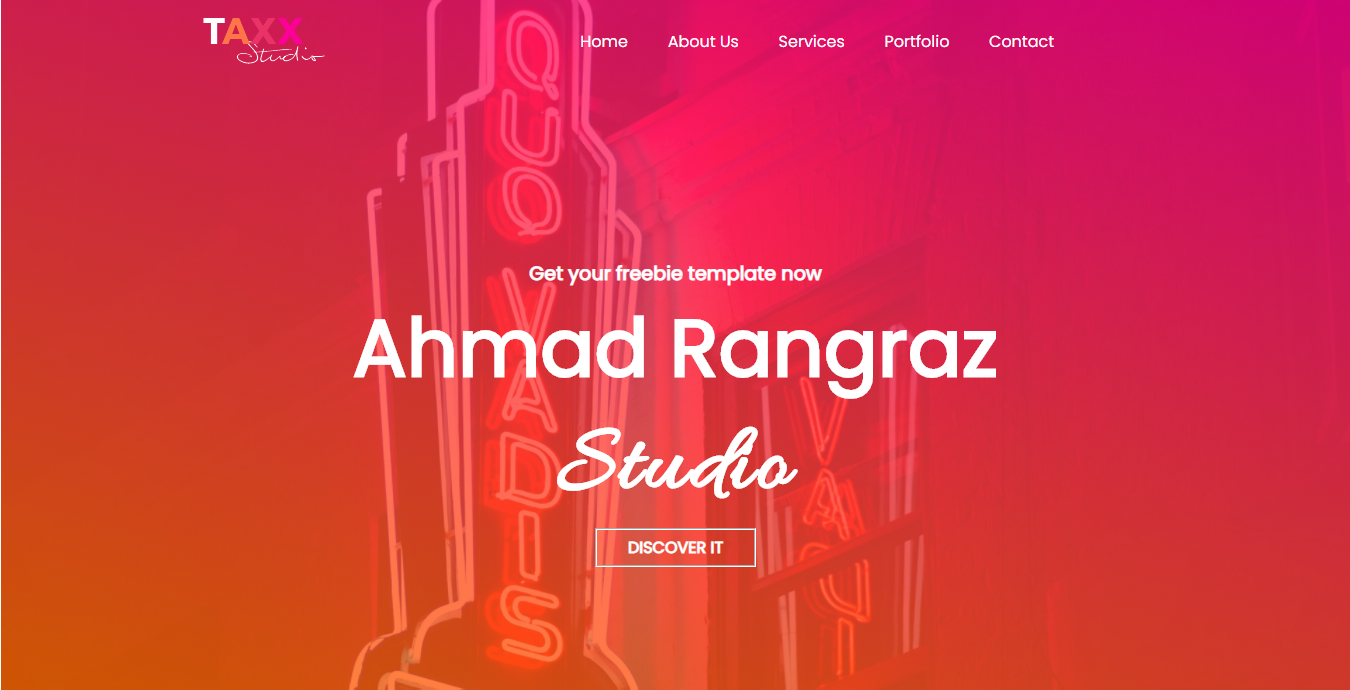 TAXX
Studio
Home
About Us
Services
Portfolio
Contact
QUO VADIS
Get your freebie template now
Ahmad Rangraz
Studio
DISCOVER IT